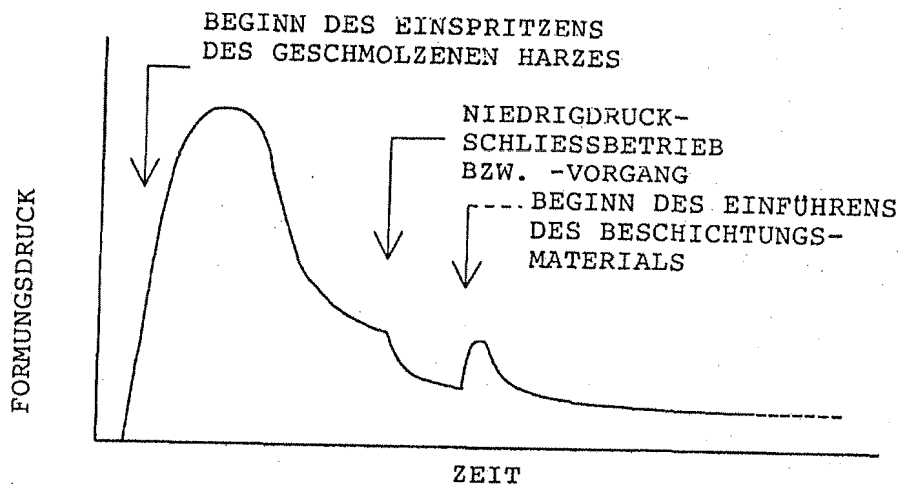 BEGINN DES EINSPRITZENS
DES GESCHMOLZENEN HARZES
NIEDRIGDRUCK-
SCHLIESSBETRIEB
BZW. -VORGANG
BEGINN DES EINFÜHRENS
DES BESCHICHTUNGS-
MATERIALS
FORMUNGSDRUCK
ZEIT